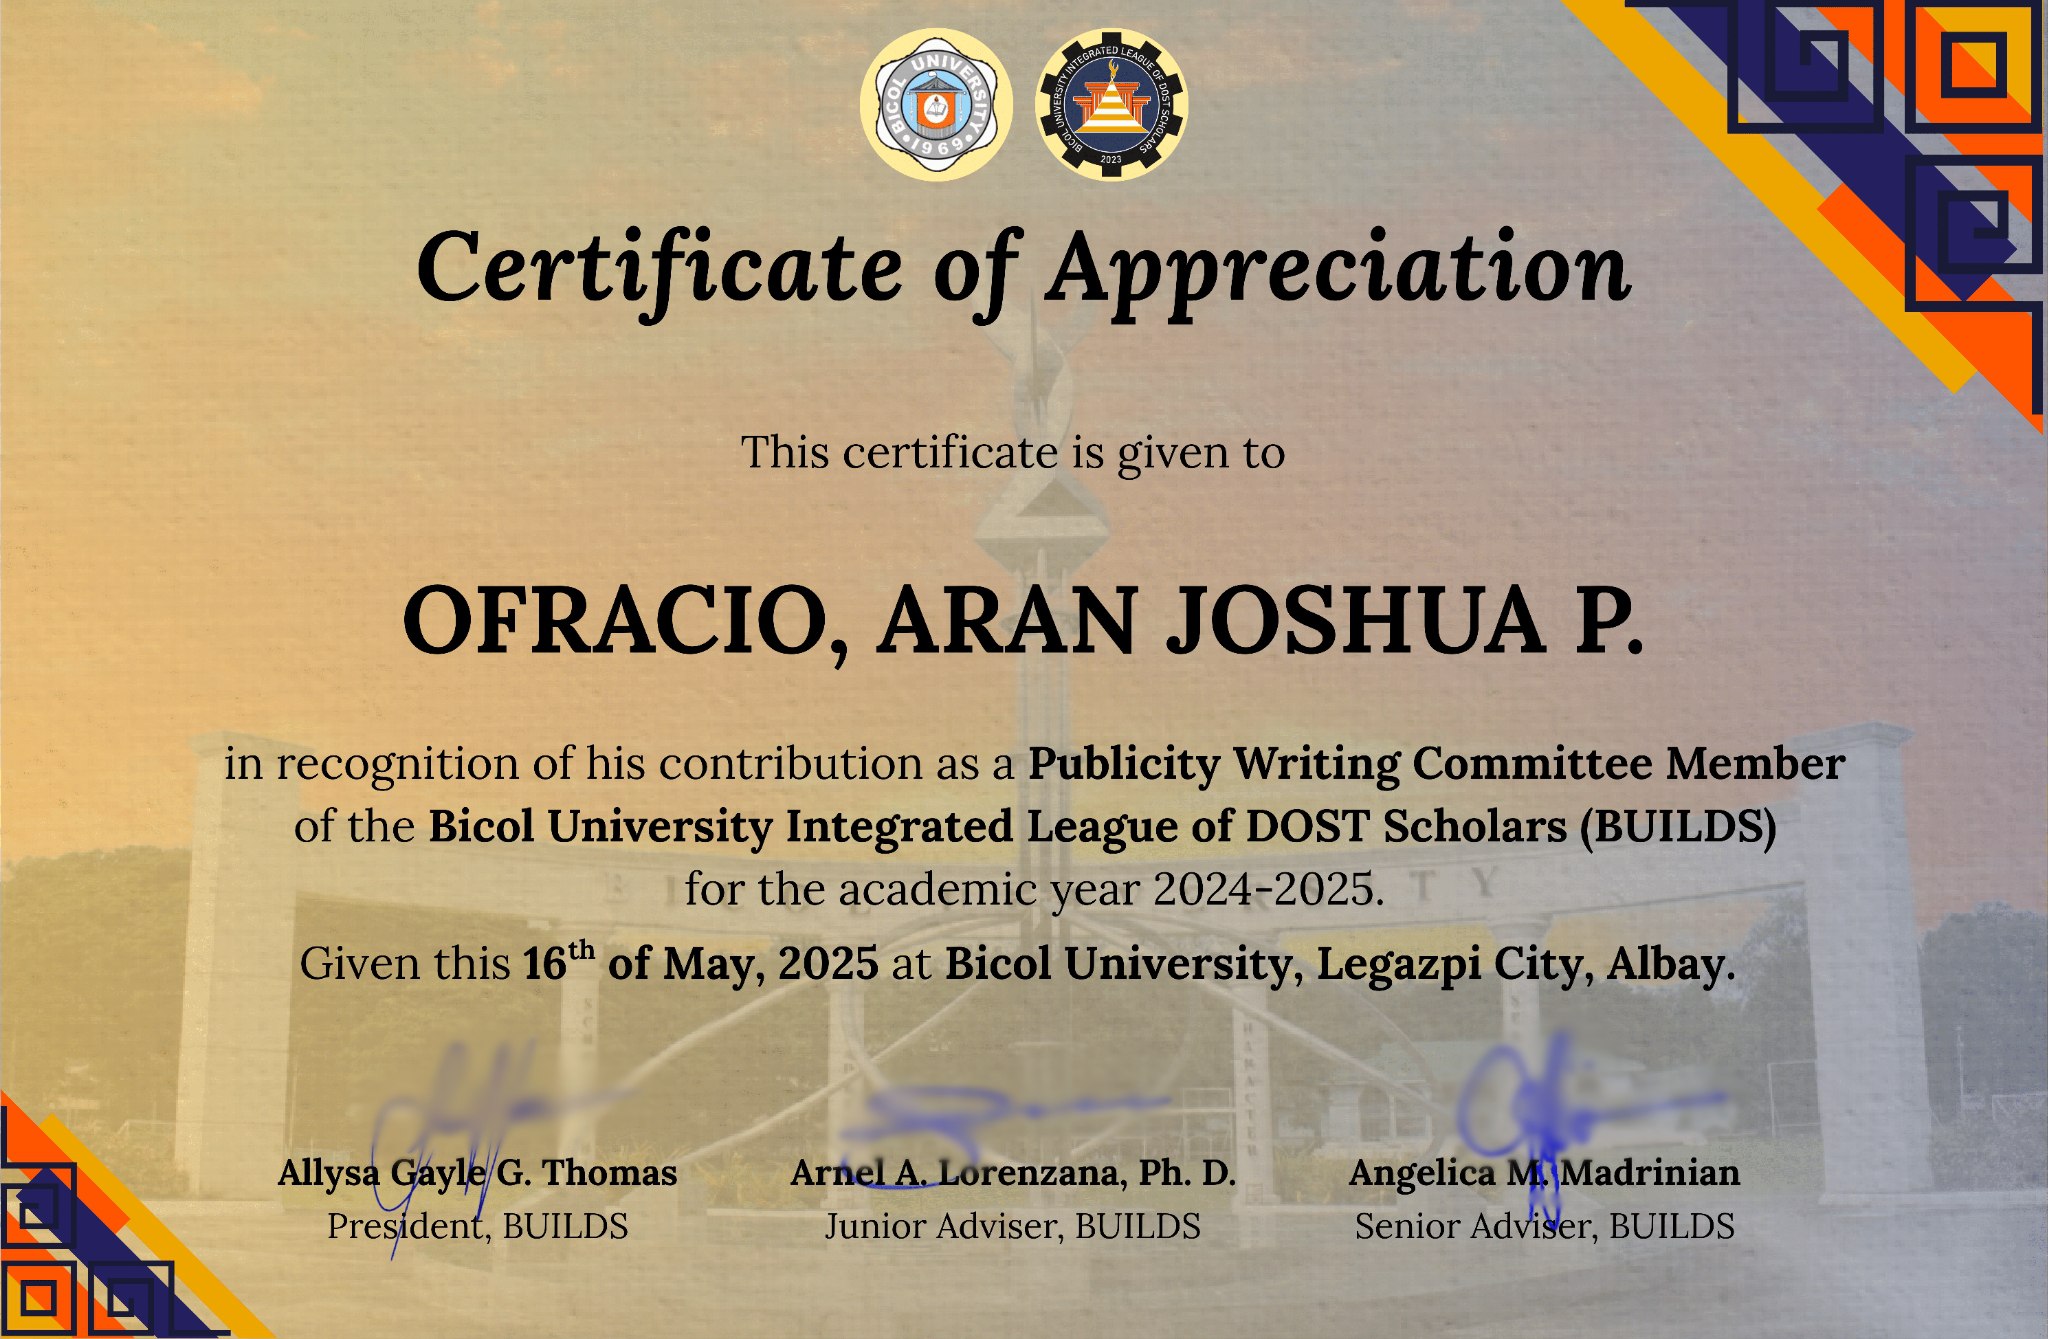 BICOL UNIVERSITY
1969
BICOL UNIVERSITY INTEGRATED LEAGUE OF DOST SCHOLARS
2023
Certificate of Appreciation
This certificate is given to
OFRACIO, ARAN JOSHUA P.
in recognition of his contribution as a Publicity Writing Committee Member
of the Bicol University Integrated League of DOST Scholars (BUILDS)
for the academic year 2024-2025.
Given this 16th of May, 2025 at Bicol University, Legazpi City, Albay.
Allysa Gayle G. Thomas
President, BUILDS
Arnel A. Lorenzana, Ph. D.
Junior Adviser, BUILDS
Angelica M. Madrinian
Senior Adviser, BUILDS